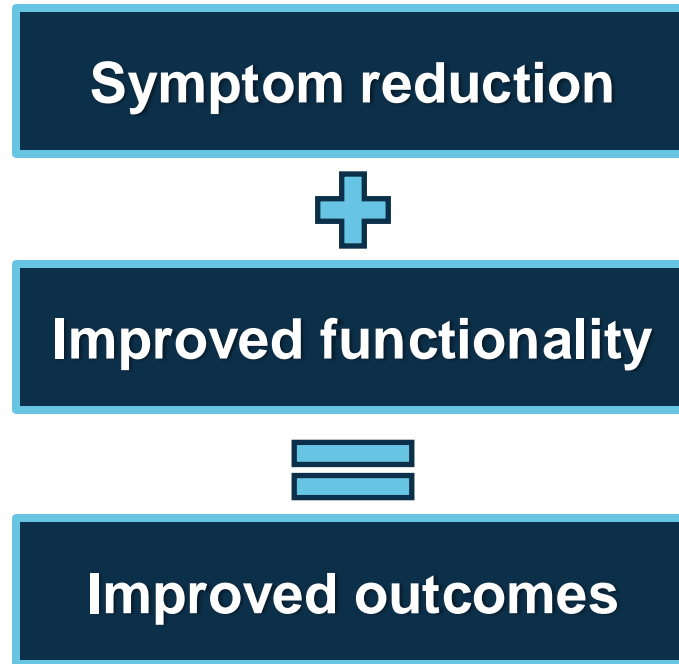 Symptom reduction
Improved functionality
Improved outcomes